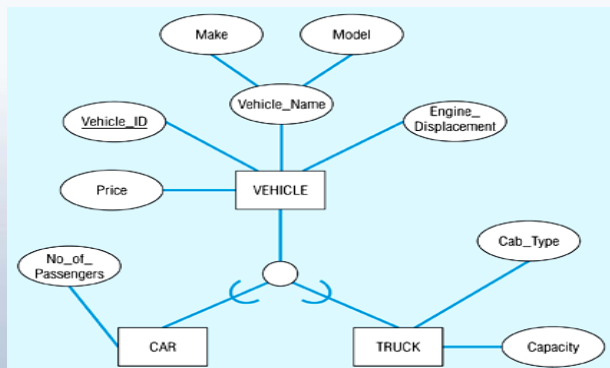 Make
Model
Vehicle_Name
Vehicle_ID
Engine_
Displacement
Price
VEHICLE
Cab_Type
No_of_
Passengers
CAR
TRUCK
Capacity